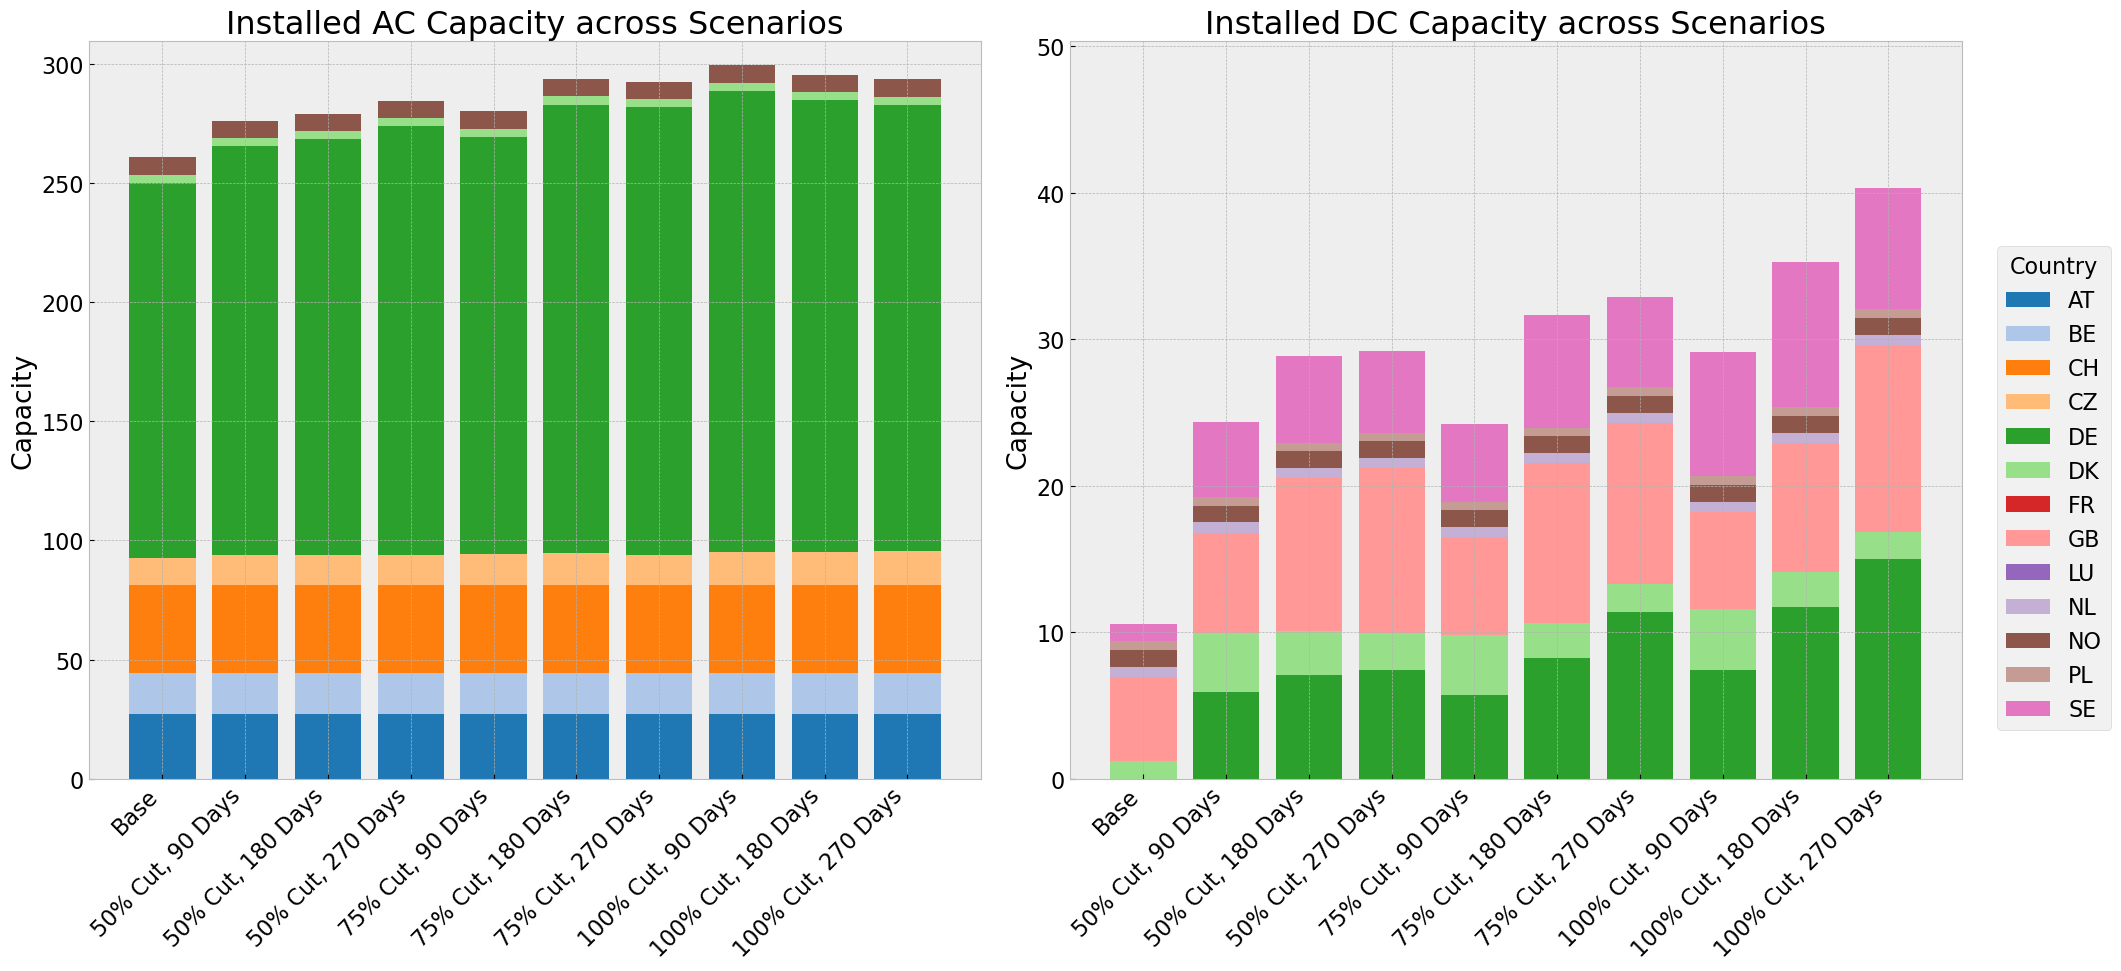 Installed AC Capacity across Scenarios
Capacity
300
250
200
150
100
50
0
Base
50% Cut, 90 Days
50% Cut, 180 Days
50% Cut, 270 Days
75% Cut, 90 Days
75% Cut, 180 Days
75% Cut, 270 Days
100% Cut, 90 Days
100% Cut, 180 Days
100% Cut, 270 Days
Installed DC Capacity across Scenarios
Capacity
50
40
30
20
10
0
Base
50% Cut, 90 Days
50% Cut, 180 Days
50% Cut, 270 Days
75% Cut, 90 Days
75% Cut, 180 Days
75% Cut, 270 Days
100% Cut, 90 Days
100% Cut, 180 Days
100% Cut, 270 Days
Country
AT
BE
CH
CZ
DE
DK
FR
GB
LU
NL
NO
PL
SE